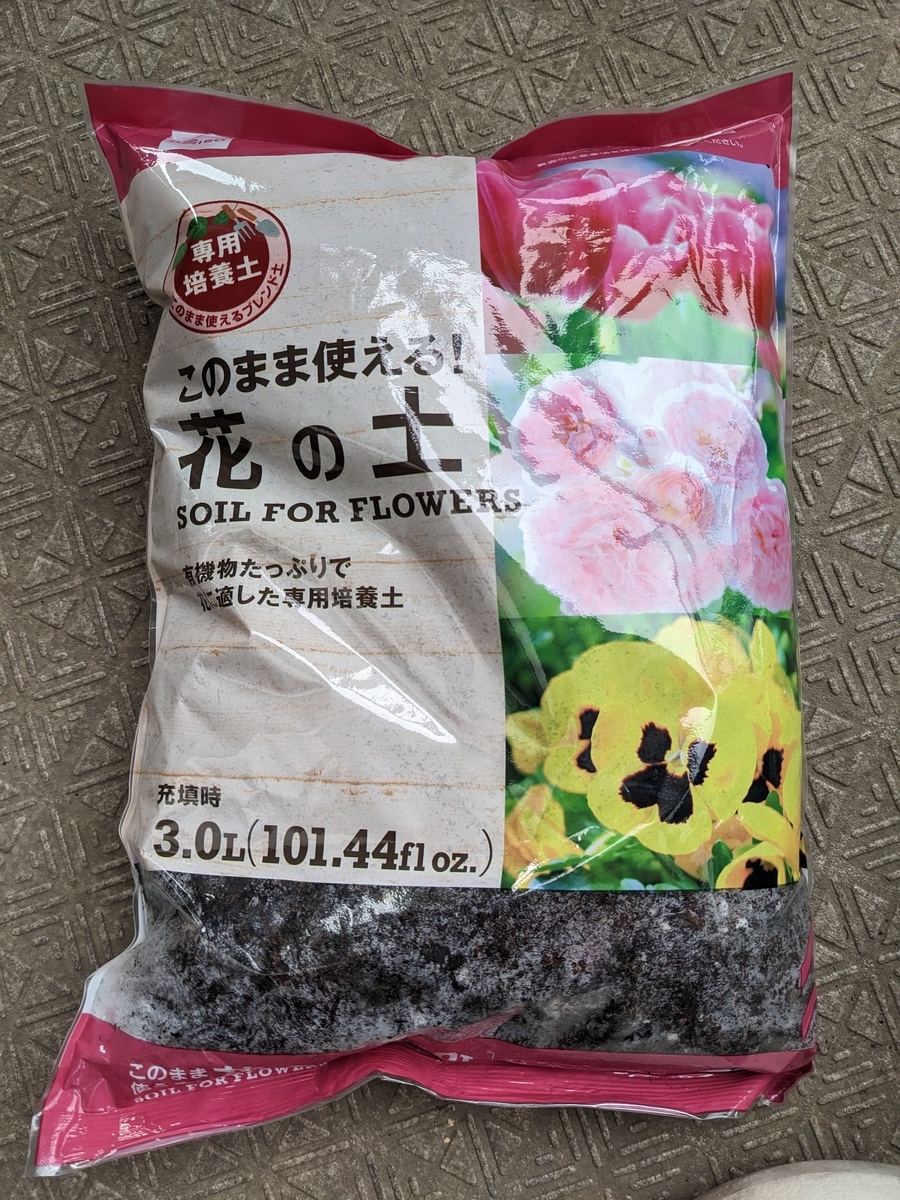 専用
培養土
このまま使えるブレンド土
このまま使える!
花の土
SOIL FOR FLOWERS
有機物たっぷりで
適した専用培養土
充填時
3.0L(101.44fl oz.)
このまま
SOIL FOR FLOWERS